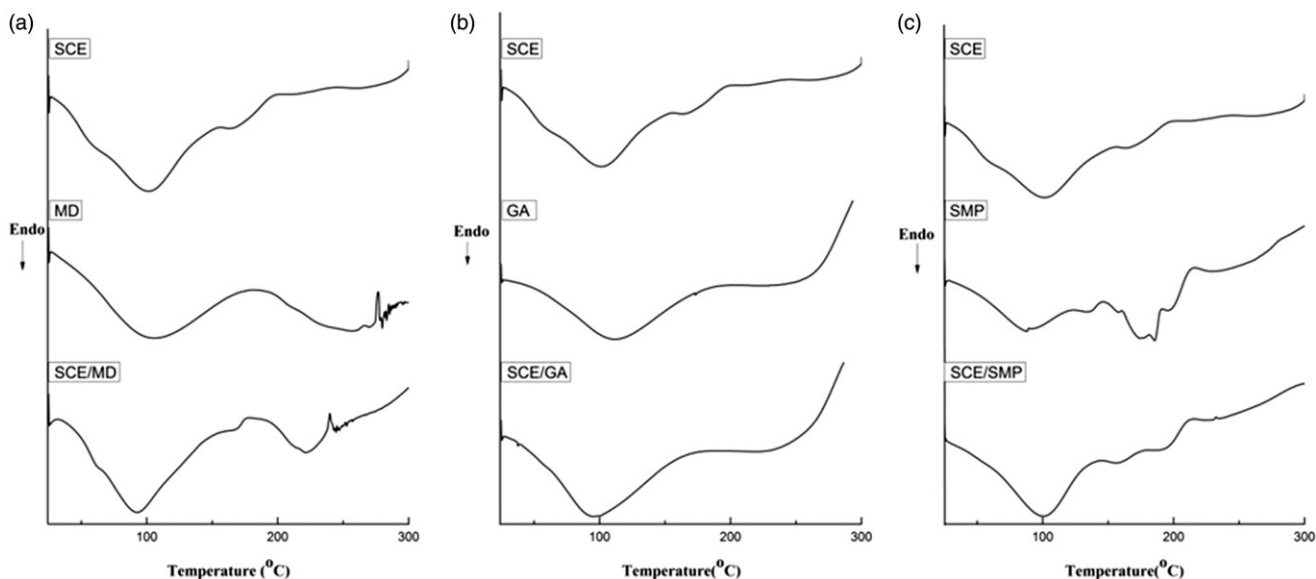 (a)
SCE
MD
Endo
SCE/MD
100
200
300
Temperature (°C)
(b)
SCE
GA
Endo
SCE/GA
100
200
300
Temperature(°C)
(c)
SCE
SMP
Endo
SCE/SMP
100
200
300
Temperature(°C)